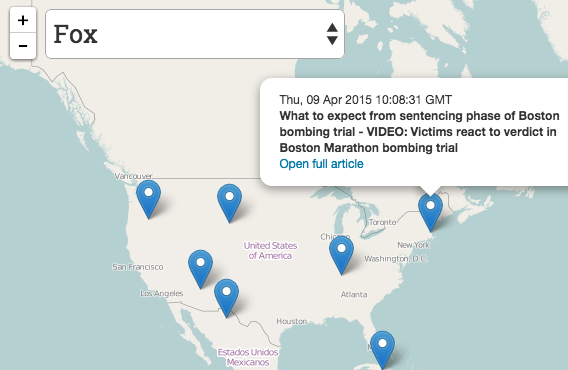 +
−
Fox
Thu, 09 Apr 2015 10:08:31 GMT
What to expect from sentencing phase of Boston
bombing trial - VIDEO: Victims react to verdict in
Boston Marathon bombing trial
Open full article
Vancouver
Toronto
New York
United States
of America
Washington, D.C.
San Francisco
Los Angeles
Atlanta
Houston
Estados Unidos
Mexicanos